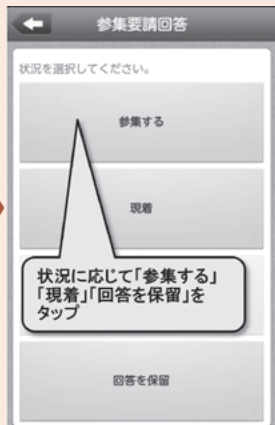 参集要請回答
状況を選択してください。
参集する
現着
状況に応じて「参集する」
「現着」「回答を保留」を
タップ
回答を保留